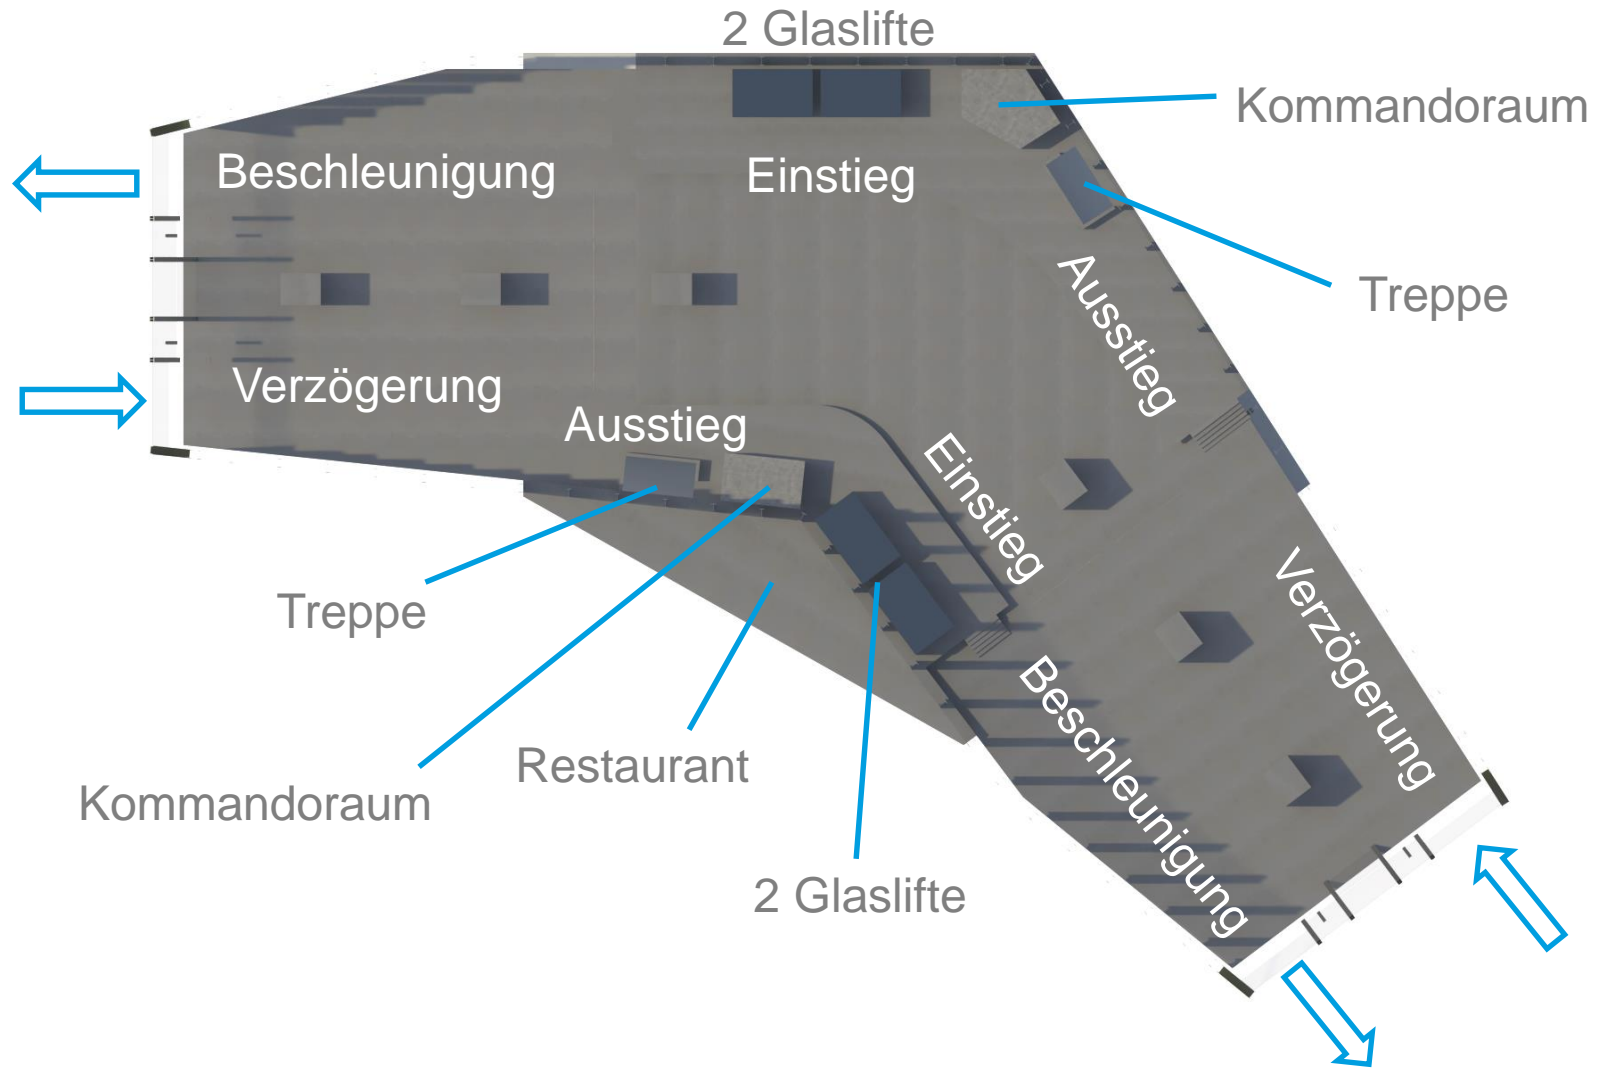 2 Glaslifte
Kommandoraum
Beschleunigung
Einstieg
Treppe
Ausstieg
Verzögerung
Ausstieg
Einstieg
Verzögerung
Treppe
Beschleunigung
Restaurant
Kommandoraum
2 Glaslifte